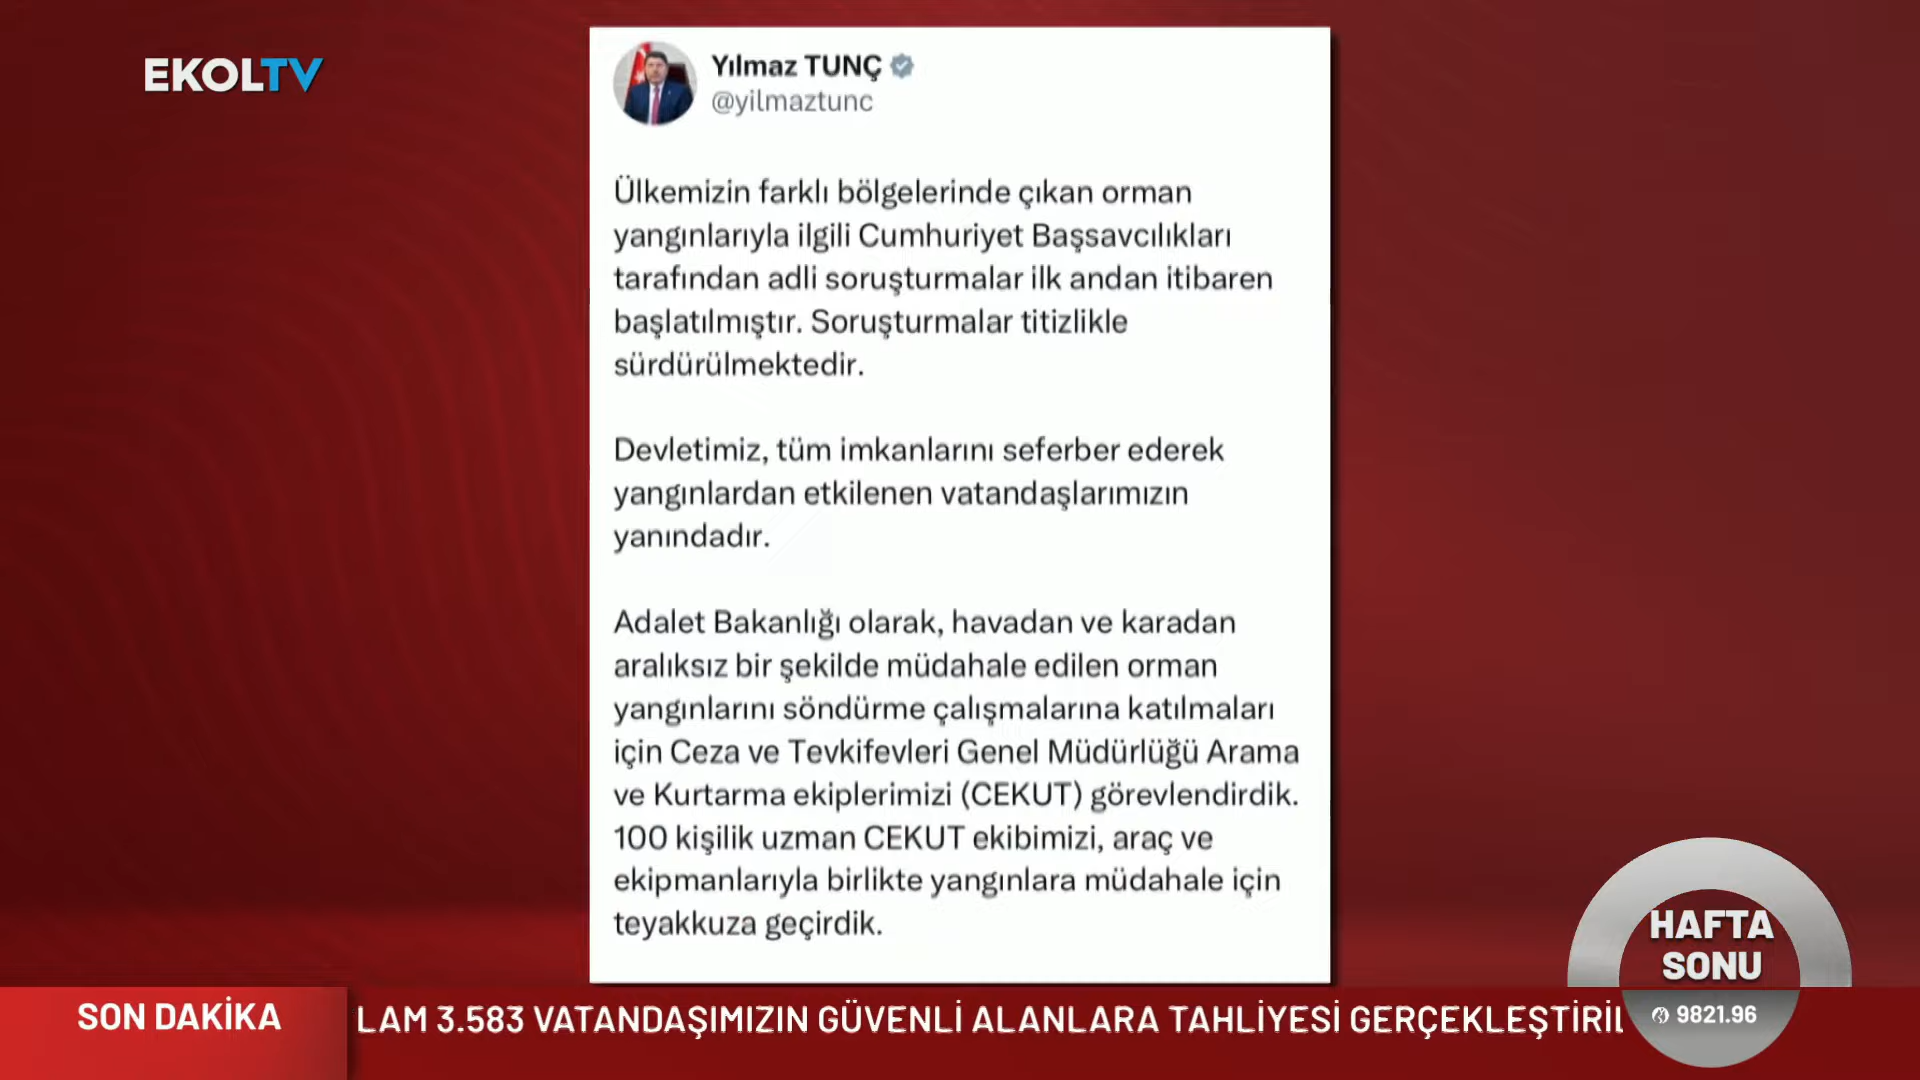 EKOLTV
Yılmaz TUNÇ
@yilmaztunc
Ülkemizin farklı bölgelerinde çıkan orman
yangınlarıyla ilgili Cumhuriyet Başsavcılıkları
tarafından adli soruşturmalar ilk andan itibaren
başlatılmıştır. Soruşturmalar titizlikle
sürdürülmektedir.
Devletimiz, tüm imkanlarını seferber ederek
yangınlardan etkilenen vatandaşlarımızın
yanındadır.
Adalet Bakanlığı olarak, havadan ve karadan
aralıksız bir şekilde müdahale edilen orman
yangınlarını söndürme çalışmalarına katılmaları
için Ceza ve Tevkifevleri Genel Müdürlüğü Arama
ve Kurtarma ekiplerimizi (CEKUT) görevlendirdik.
100 kişilik uzman CEKUT ekibimizi, araç ve
ekipmanlarıyla birlikte yangınlara müdahale için
teyakkuza geçirdik.
HAFTA
SONU
9821.96
SON DAKİKA
LAM 3.583 VATANDAŞIMIZIN GÜVENLİ ALANLARA TAHLİYESİ GERÇEKLEŞTİRİL